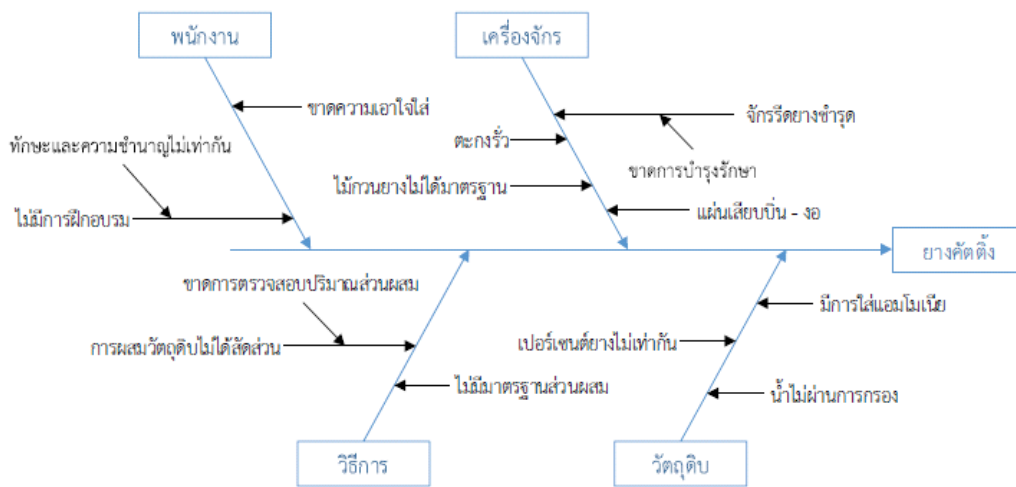 พนักงาน
เครื่องจักร
ขาดความเอาใจใส่
จักรรีดยางชำรุด
ทักษะและความชำนาญไม่เท่ากัน
ตะกงรั่ว
ขาดการบำรุงรักษา
ไม้กวนยางไม่ได้มาตรฐาน
ไม่มีการฝึกอบรม
แผ่นเสียบบิ่น - งอ
ยางคัตติ้ง
ขาดการตรวจสอบปริมาณส่วนผสม
มีการใส่แอมโมเนีย
การผสมวัตถุดิบไม่ได้สัดส่วน
เปอร์เซนต์ยางไม่เท่ากัน
ไม่มีมาตรฐานส่วนผสม
น้ำไม่ผ่านการกรอง
วิธีการ
วัตถุดิบ